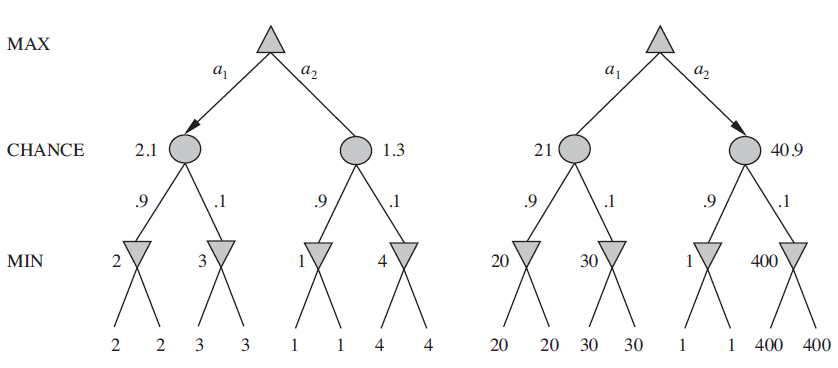 MAX
a1 a2 a1 a2
CHANCE 2.1 1.3 21 40.9
.9 .1 .9 .1 .9 .1 .9 .1
MIN 2 3 1 4 20 30 1 400
2 2 3 3 1 1 4 4 20 20 30 30 1 1 400 400